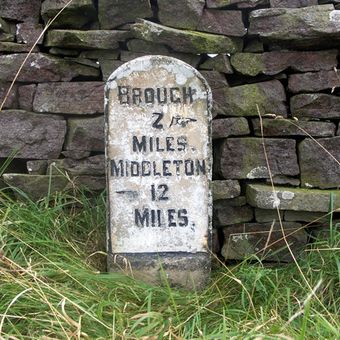 BROUGH
2
MILES.
MIDDLETON
12
MILES.